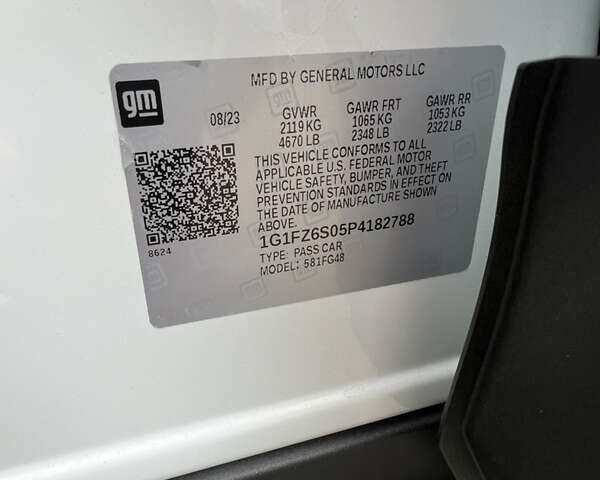 MFD BY GENERAL MOTORS LLC
gm
08/23 GVWR GAWR FRT GAWR RR
2119 KG 1065 KG 1053 KG
4670 LB 2348 LB 2322 LB
THIS VEHICLE CONFORMS TO ALL
APPLICABLE U.S. FEDERAL MOTOR
VEHICLE SAFETY, BUMPER, AND THEFT
PREVENTION STANDARDS IN EFFECT ON
THE DATE OF MANUFACTURE SHOWN
ABOVE.
1G1FZ6S05P4182788
TYPE: PASS CAR
MODEL: 581FG48
8624